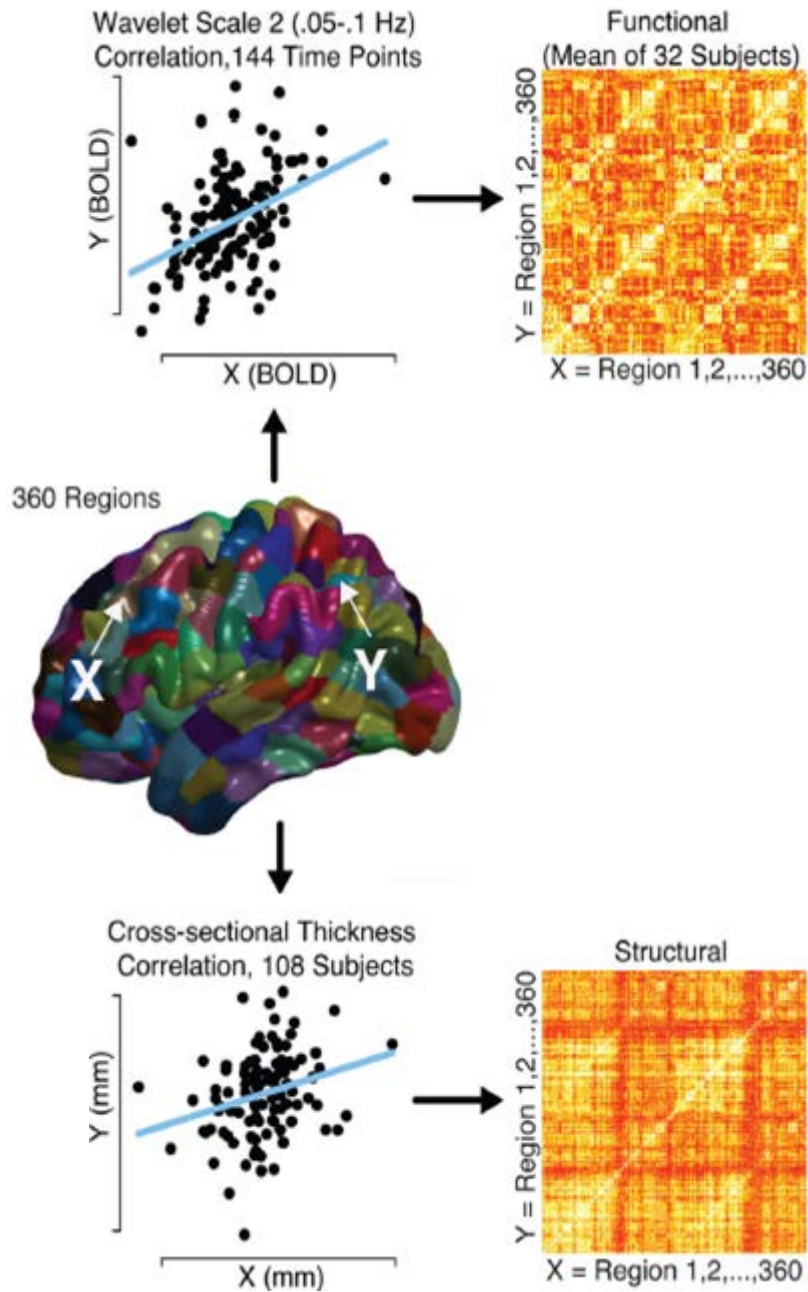 Wavelet Scale 2 (.05-.1 Hz)
Correlation,144 Time Points
Y (BOLD)
X (BOLD)
Functional
(Mean of 32 Subjects)
Y = Region 1,2,...,360
X = Region 1,2,...,360
360 Regions
X
Y
Cross-sectional Thickness
Correlation, 108 Subjects
Y (mm)
X (mm)
Structural
Y = Region 1,2,...,360
X = Region 1,2,...,360